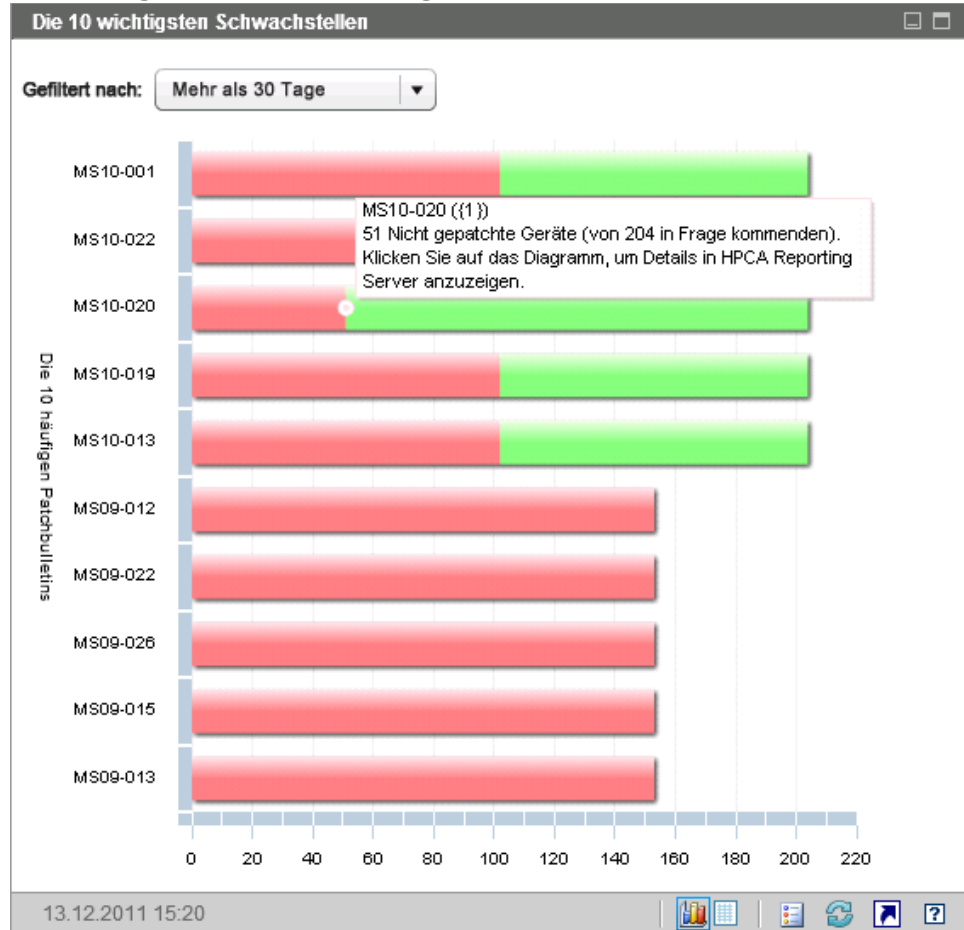 Die 10 wichtigsten Schwachstellen
Gefiltert nach: Mehr als 30 Tage
MS10-001
MS10-020 ({1})
51 Nicht gepatchte Geräte (von 204 in Frage kommenden).
Klicken Sie auf das Diagramm, um Details in HPCA Reporting
Server anzuzeigen.
MS10-022
MS10-020
MS10-019
MS10-013
MS09-012
MS09-022
MS09-026
MS09-015
MS09-013
Die 10 häufigen Patchbulletins
0 20 40 60 80 100 120 140 160 180 200 220
13.12.2011 15:20
?